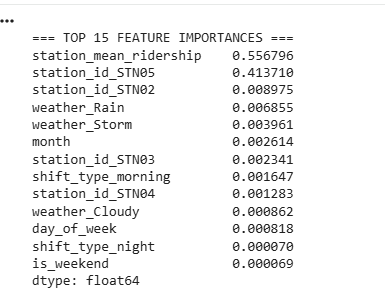 ...
=== TOP 15 FEATURE IMPORTANCES ===
station_mean_ridership 0.556796
station_id_STN05 0.413710
station_id_STN02 0.008975
weather_Rain 0.006855
weather_Storm 0.003961
month 0.002614
station_id_STN03 0.002341
shift_type_morning 0.001647
station_id_STN04 0.001283
weather_Cloudy 0.000862
day_of_week 0.000818
shift_type_night 0.000070
is_weekend 0.000069
dtype: float64